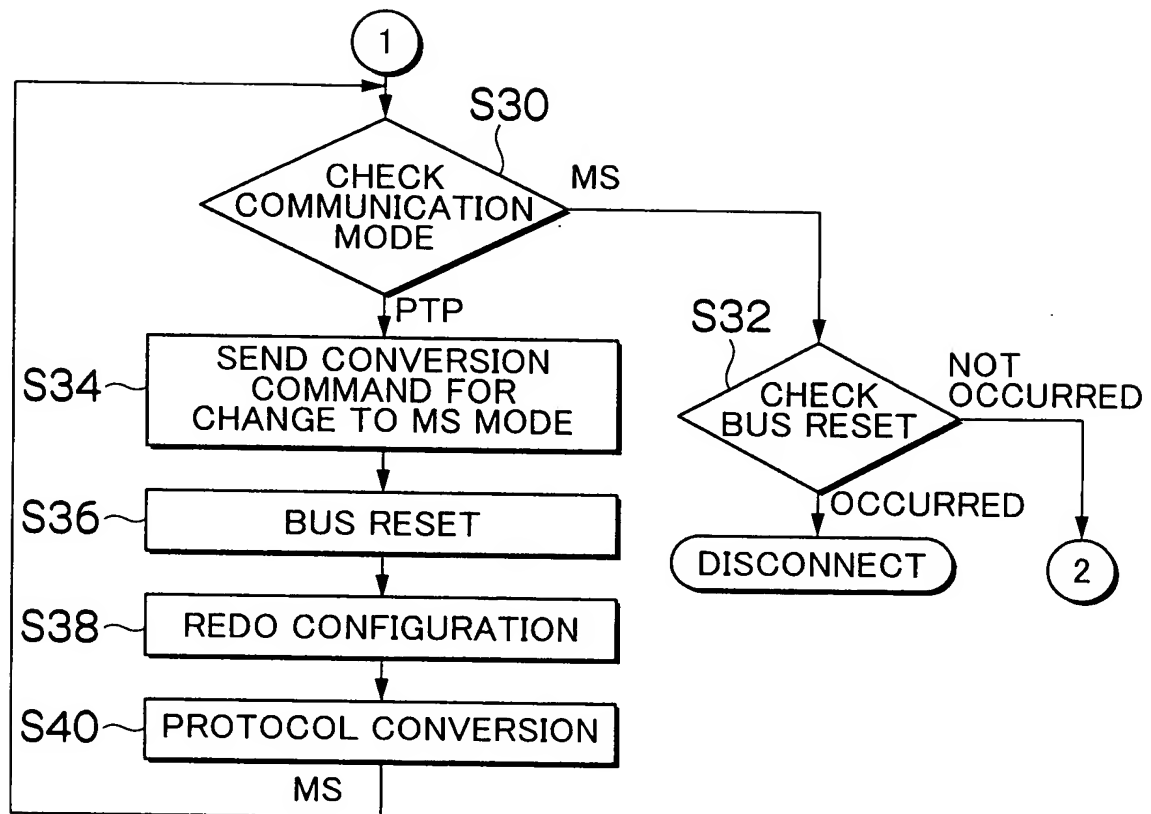 1
S30
CHECK
COMMUNICATION
MODE
MS
PTP
S34
SEND CONVERSION
COMMAND FOR
CHANGE TO MS MODE
S32
CHECK
BUS RESET
NOT
OCCURRED
OCCURRED
S36
BUS RESET
DISCONNECT
2
S38
REDO CONFIGURATION
S40
PROTOCOL CONVERSION
MS